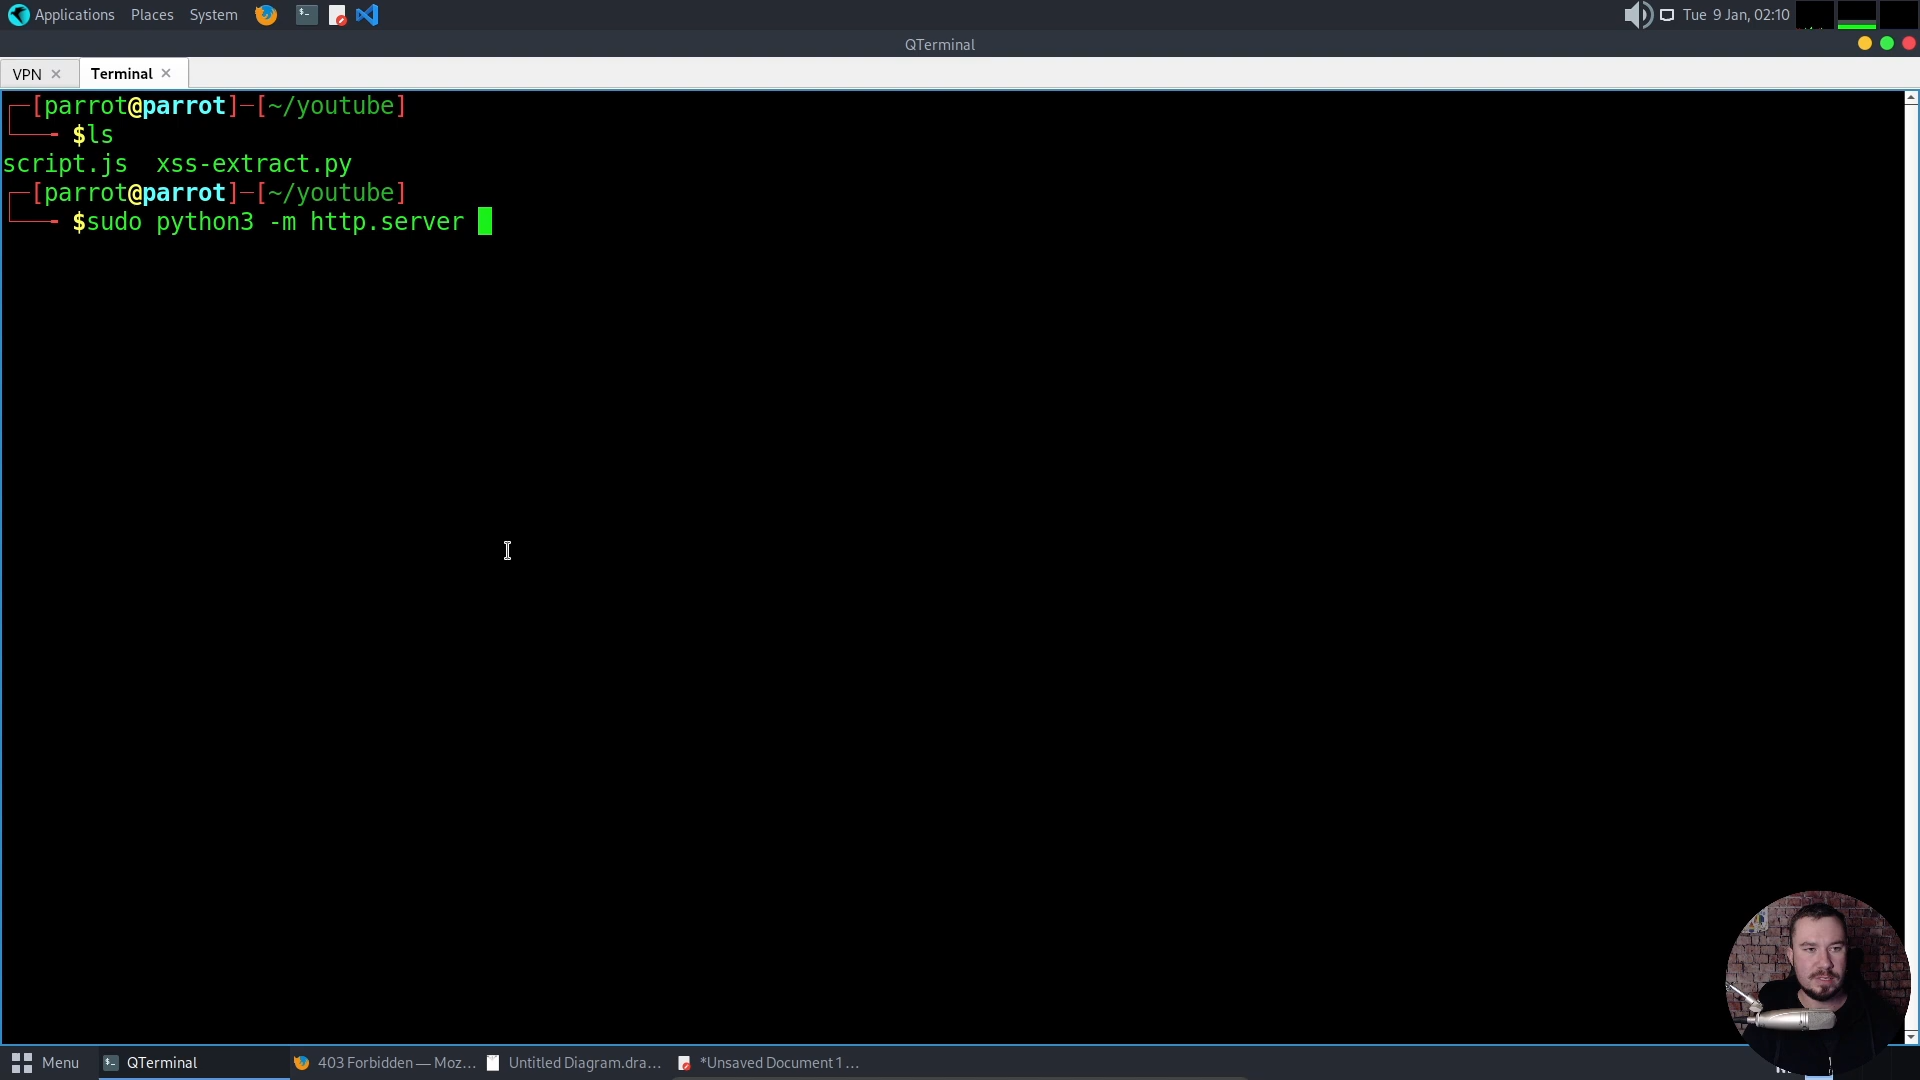 Applications Places System Tue 9 Jan, 02:10
QTerminal
VPN Terminal
[parrot@parrot]-[~/youtube]
$ls
script.js xss-extract.py
[parrot@parrot]-[~/youtube]
$sudo python3 -m http.server
Menu QTerminal 403 Forbidden — Moz... Untitled Diagram.dra... *Unsaved Document 1 ...